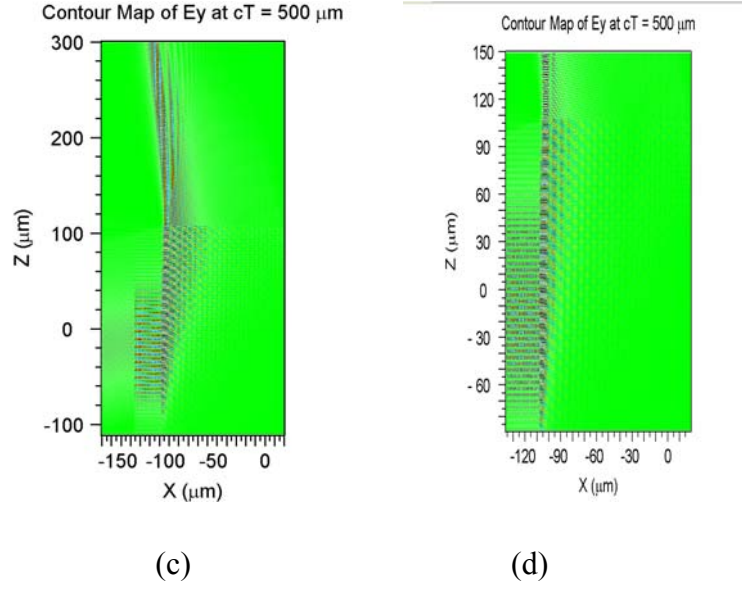 Contour Map of Ey at cT = 500 μm
300
200
100
0
-100
Z (μm)
-150 -100 -50 0
X (μm)
(c)
Contour Map of Ey at cT = 500 μm
150
120
90
60
30
0
- 30
- 60
Z (μm)
-120 -90 -60 -30 0
X (μm)
(d)